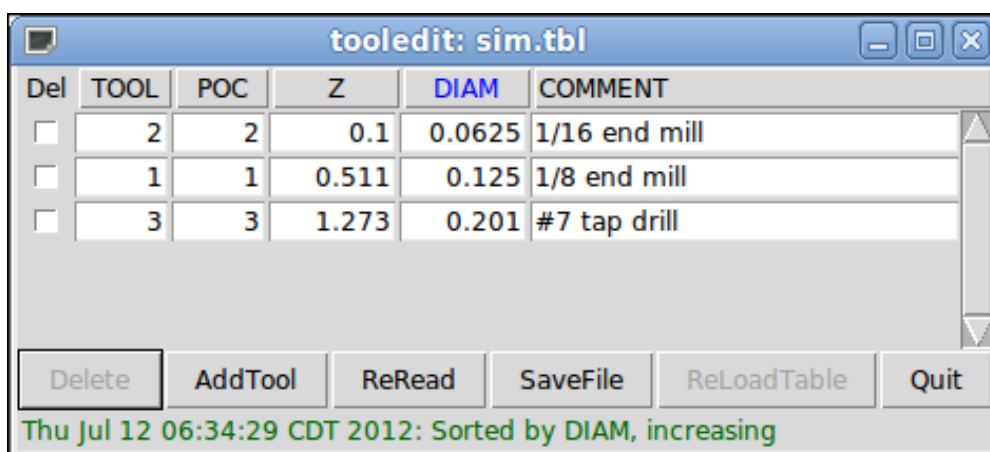 tooledit: sim.tbl
Del TOOL POC Z DIAM COMMENT
2 2 0.1 0.0625 1/16 end mill
1 1 0.511 0.125 1/8 end mill
3 3 1.273 0.201 #7 tap drill
Delete AddTool ReRead SaveFile ReLoadTable Quit
Thu Jul 12 06:34:29 CDT 2012: Sorted by DIAM, increasing